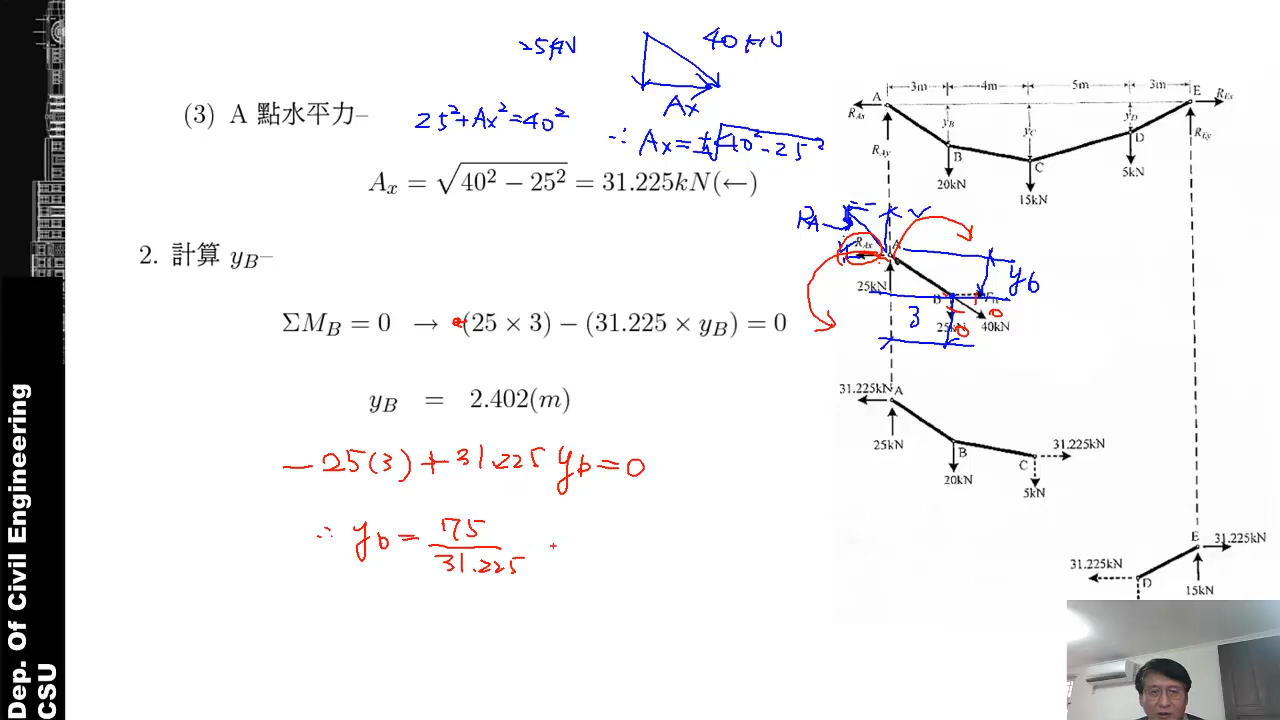 25kN
40kN
Ax
(3) A 點水平力–
25²+Ax²=40²
∴ Ax=±√40²-25²
Aₓ = √40² − 25² = 31.225kN(←)
2. 計算 y_B–
ΣM_B = 0 → (25 × 3) − (31.225 × y_B) = 0
y_B = 2.402(m)
- 25(3) + 31.225 y_b = 0
∴ y_b = 75/31.225
3m 4m 5m 3m
A E
R_Ax R_Ex
y_B y_C y_D
R_Ay B C D R_Ey
20kN 15kN 5kN
R_A
R_Ax A
y_b
25kN
B
3 25kN 40kN
31.225kN A
25kN B C 31.225kN
20kN 5kN
E 31.225kN
31.225kN D
15kN
Dep. Of Civil Engineering
CSU